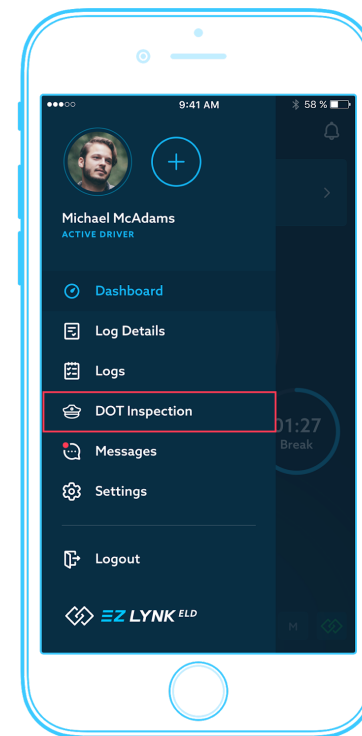 9:41 AM
58 %
Michael McAdams
ACTIVE DRIVER
Dashboard
Log Details
Logs
DOT Inspection
01:27
Break
Messages
Settings
Logout
EZ LYNK ELD
M